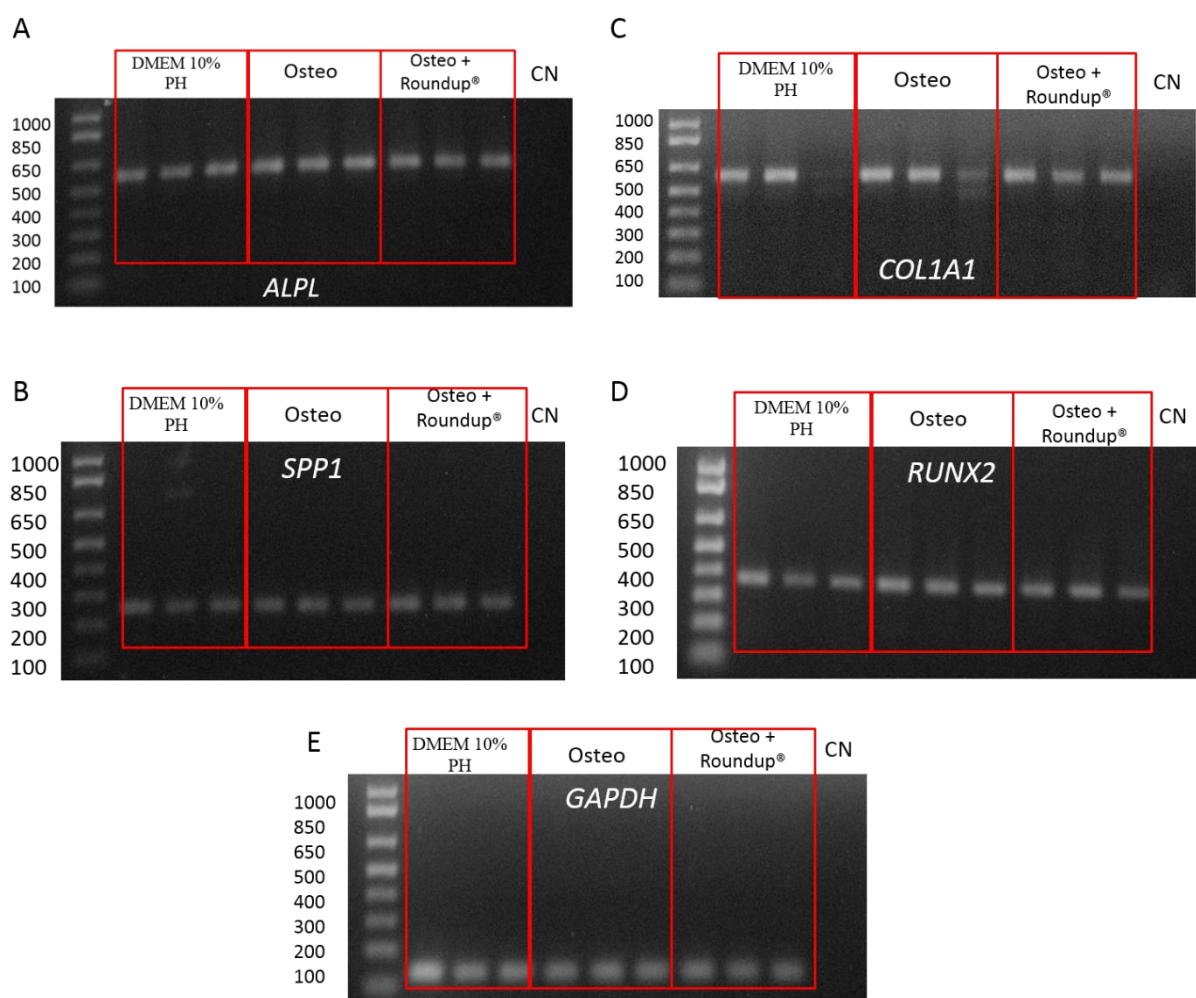 A
DMEM 10%
PH
Osteo
Osteo +
Roundup®
CN
1000
850
650
500
400
300
200
100
ALPL
C
DMEM 10%
PH
Osteo
Osteo +
Roundup®
CN
1000
850
650
500
400
300
200
100
COL1A1
B
DMEM 10%
PH
Osteo
Osteo +
Roundup®
CN
1000
850
650
500
400
300
200
100
SPP1
D
DMEM 10%
PH
Osteo
Osteo +
Roundup®
CN
1000
850
650
500
400
300
200
100
RUNX2
E
DMEM 10%
PH
Osteo
Osteo +
Roundup®
CN
1000
850
650
500
400
300
200
100
GAPDH